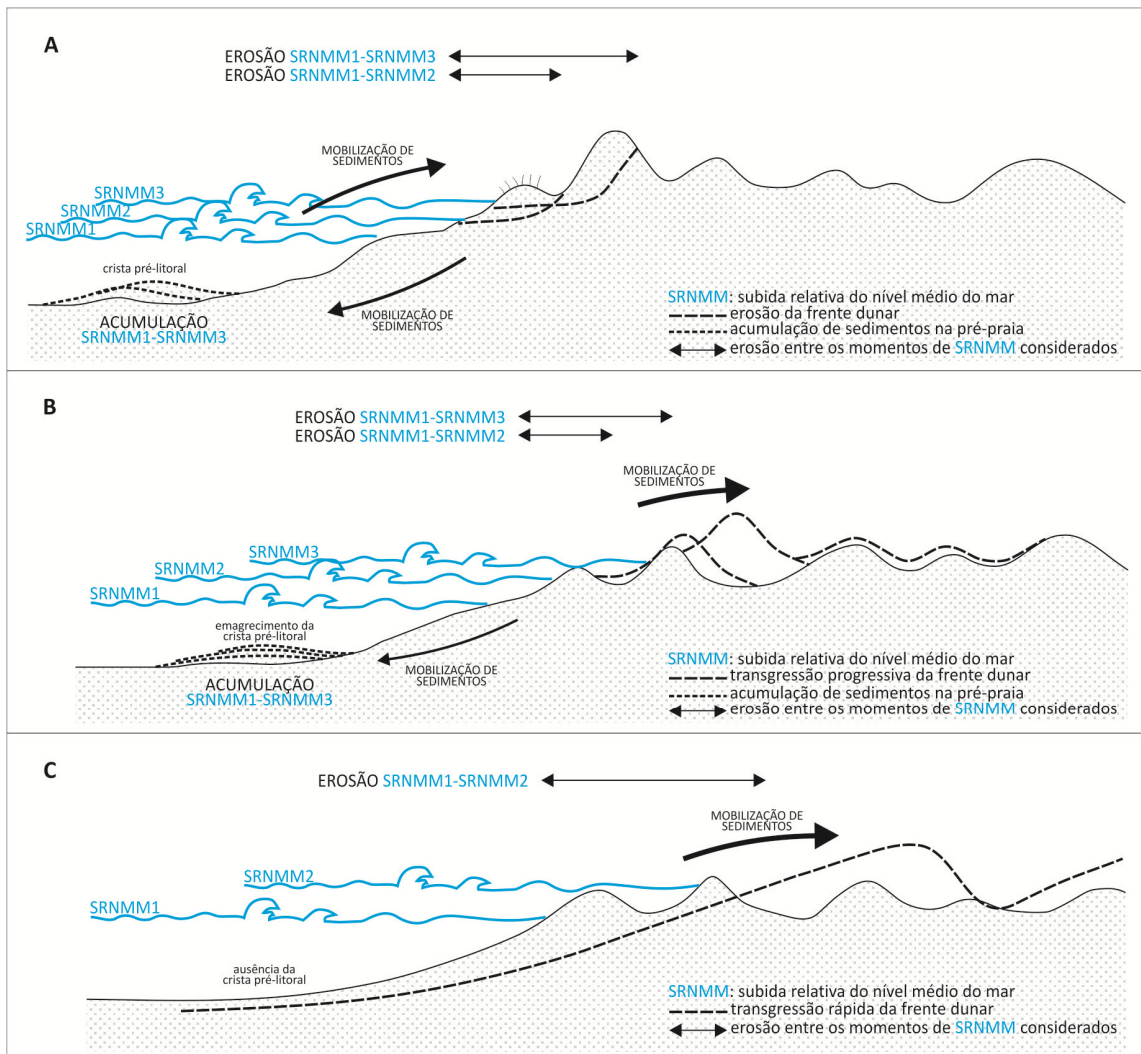 A
EROSÃO SRNMM1-SRNMM3
EROSÃO SRNMM1-SRNMM2
MOBILIZAÇÃO DE
SEDIMENTOS
SRNMM3
SRNMM2
SRNMM1
crista pré-litoral
ACUMULAÇÃO
SRNMM1-SRNMM3
MOBILIZAÇÃO DE
SEDIMENTOS
SRNMM: subida relativa do nível médio do mar
erosão da frente dunar
acumulação de sedimentos na pré-praia
erosão entre os momentos de SRNMM considerados
B
EROSÃO SRNMM1-SRNMM3
EROSÃO SRNMM1-SRNMM2
MOBILIZAÇÃO DE
SEDIMENTOS
SRNMM3
SRNMM2
SRNMM1
emagrecimento da
crista pré-litoral
ACUMULAÇÃO
SRNMM1-SRNMM3
MOBILIZAÇÃO DE
SEDIMENTOS
SRNMM: subida relativa do nível médio do mar
transgressão progressiva da frente dunar
acumulação de sedimentos na pré-praia
erosão entre os momentos de SRNMM considerados
C
EROSÃO SRNMM1-SRNMM2
MOBILIZAÇÃO DE
SEDIMENTOS
SRNMM2
SRNMM1
ausência da
crista pré-litoral
SRNMM: subida relativa do nível médio do mar
transgressão rápida da frente dunar
erosão entre os momentos de SRNMM considerados